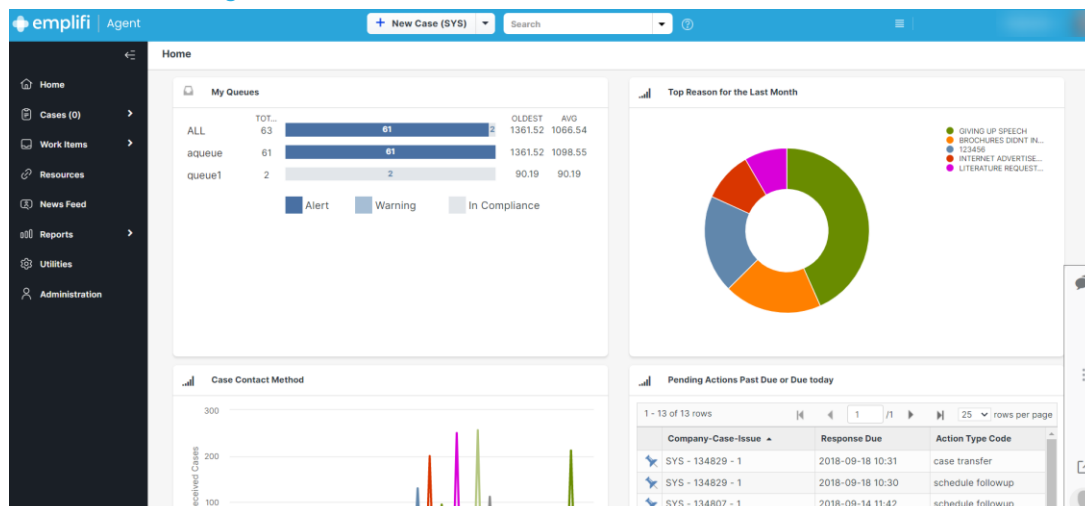 emplifi Agent
+ New Case (SYS)
Search
Home
Home
Cases (0)
Work Items
Resources
News Feed
Reports
Utilities
Administration
My Queues
TOT... OLDEST AVG
ALL 63 61 2 1361.52 1066.54
aqueue 61 61 1361.52 1098.55
queue1 2 2 90.19 90.19
Alert Warning In Compliance
Top Reason for the Last Month
GIVING UP SPEECH
BROCHURES DIDNT IN...
123456
INTERNET ADVERTISE...
LITERATURE REQUEST...
Case Contact Method
300
200
100
Pending Actions Past Due or Due today
1 - 13 of 13 rows 1 /1 25 rows per page
Company-Case-Issue Response Due Action Type Code
SYS - 134829 - 1 2018-09-18 10:31 case transfer
SYS - 134829 - 1 2018-09-18 10:30 schedule followup
SYS - 134807 - 1 2018-09-14 11:42 schedule followup